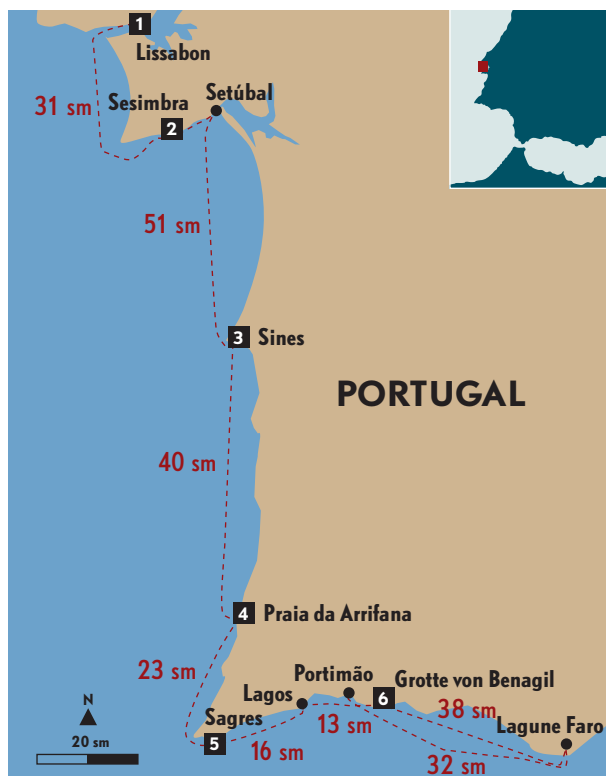 1
Lissabon
Sesimbra
Setúbal
31 sm
2
51 sm
3 Sines
PORTUGAL
40 sm
4 Praia da Arrifana
23 sm
Portimão
Grotte von Benagil
Lagos
6
38 sm
N
Sagres
13 sm
Lagune Faro
20 sm
5
16 sm
32 sm